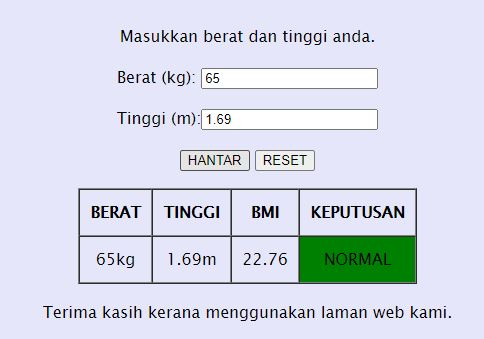 Masukkan berat dan tinggi anda.
Berat (kg): 65
Tinggi (m): 1.69
HANTAR RESET
BERAT TINGGI BMI KEPUTUSAN
65kg 1.69m 22.76 NORMAL
Terima kasih kerana menggunakan laman web kami.